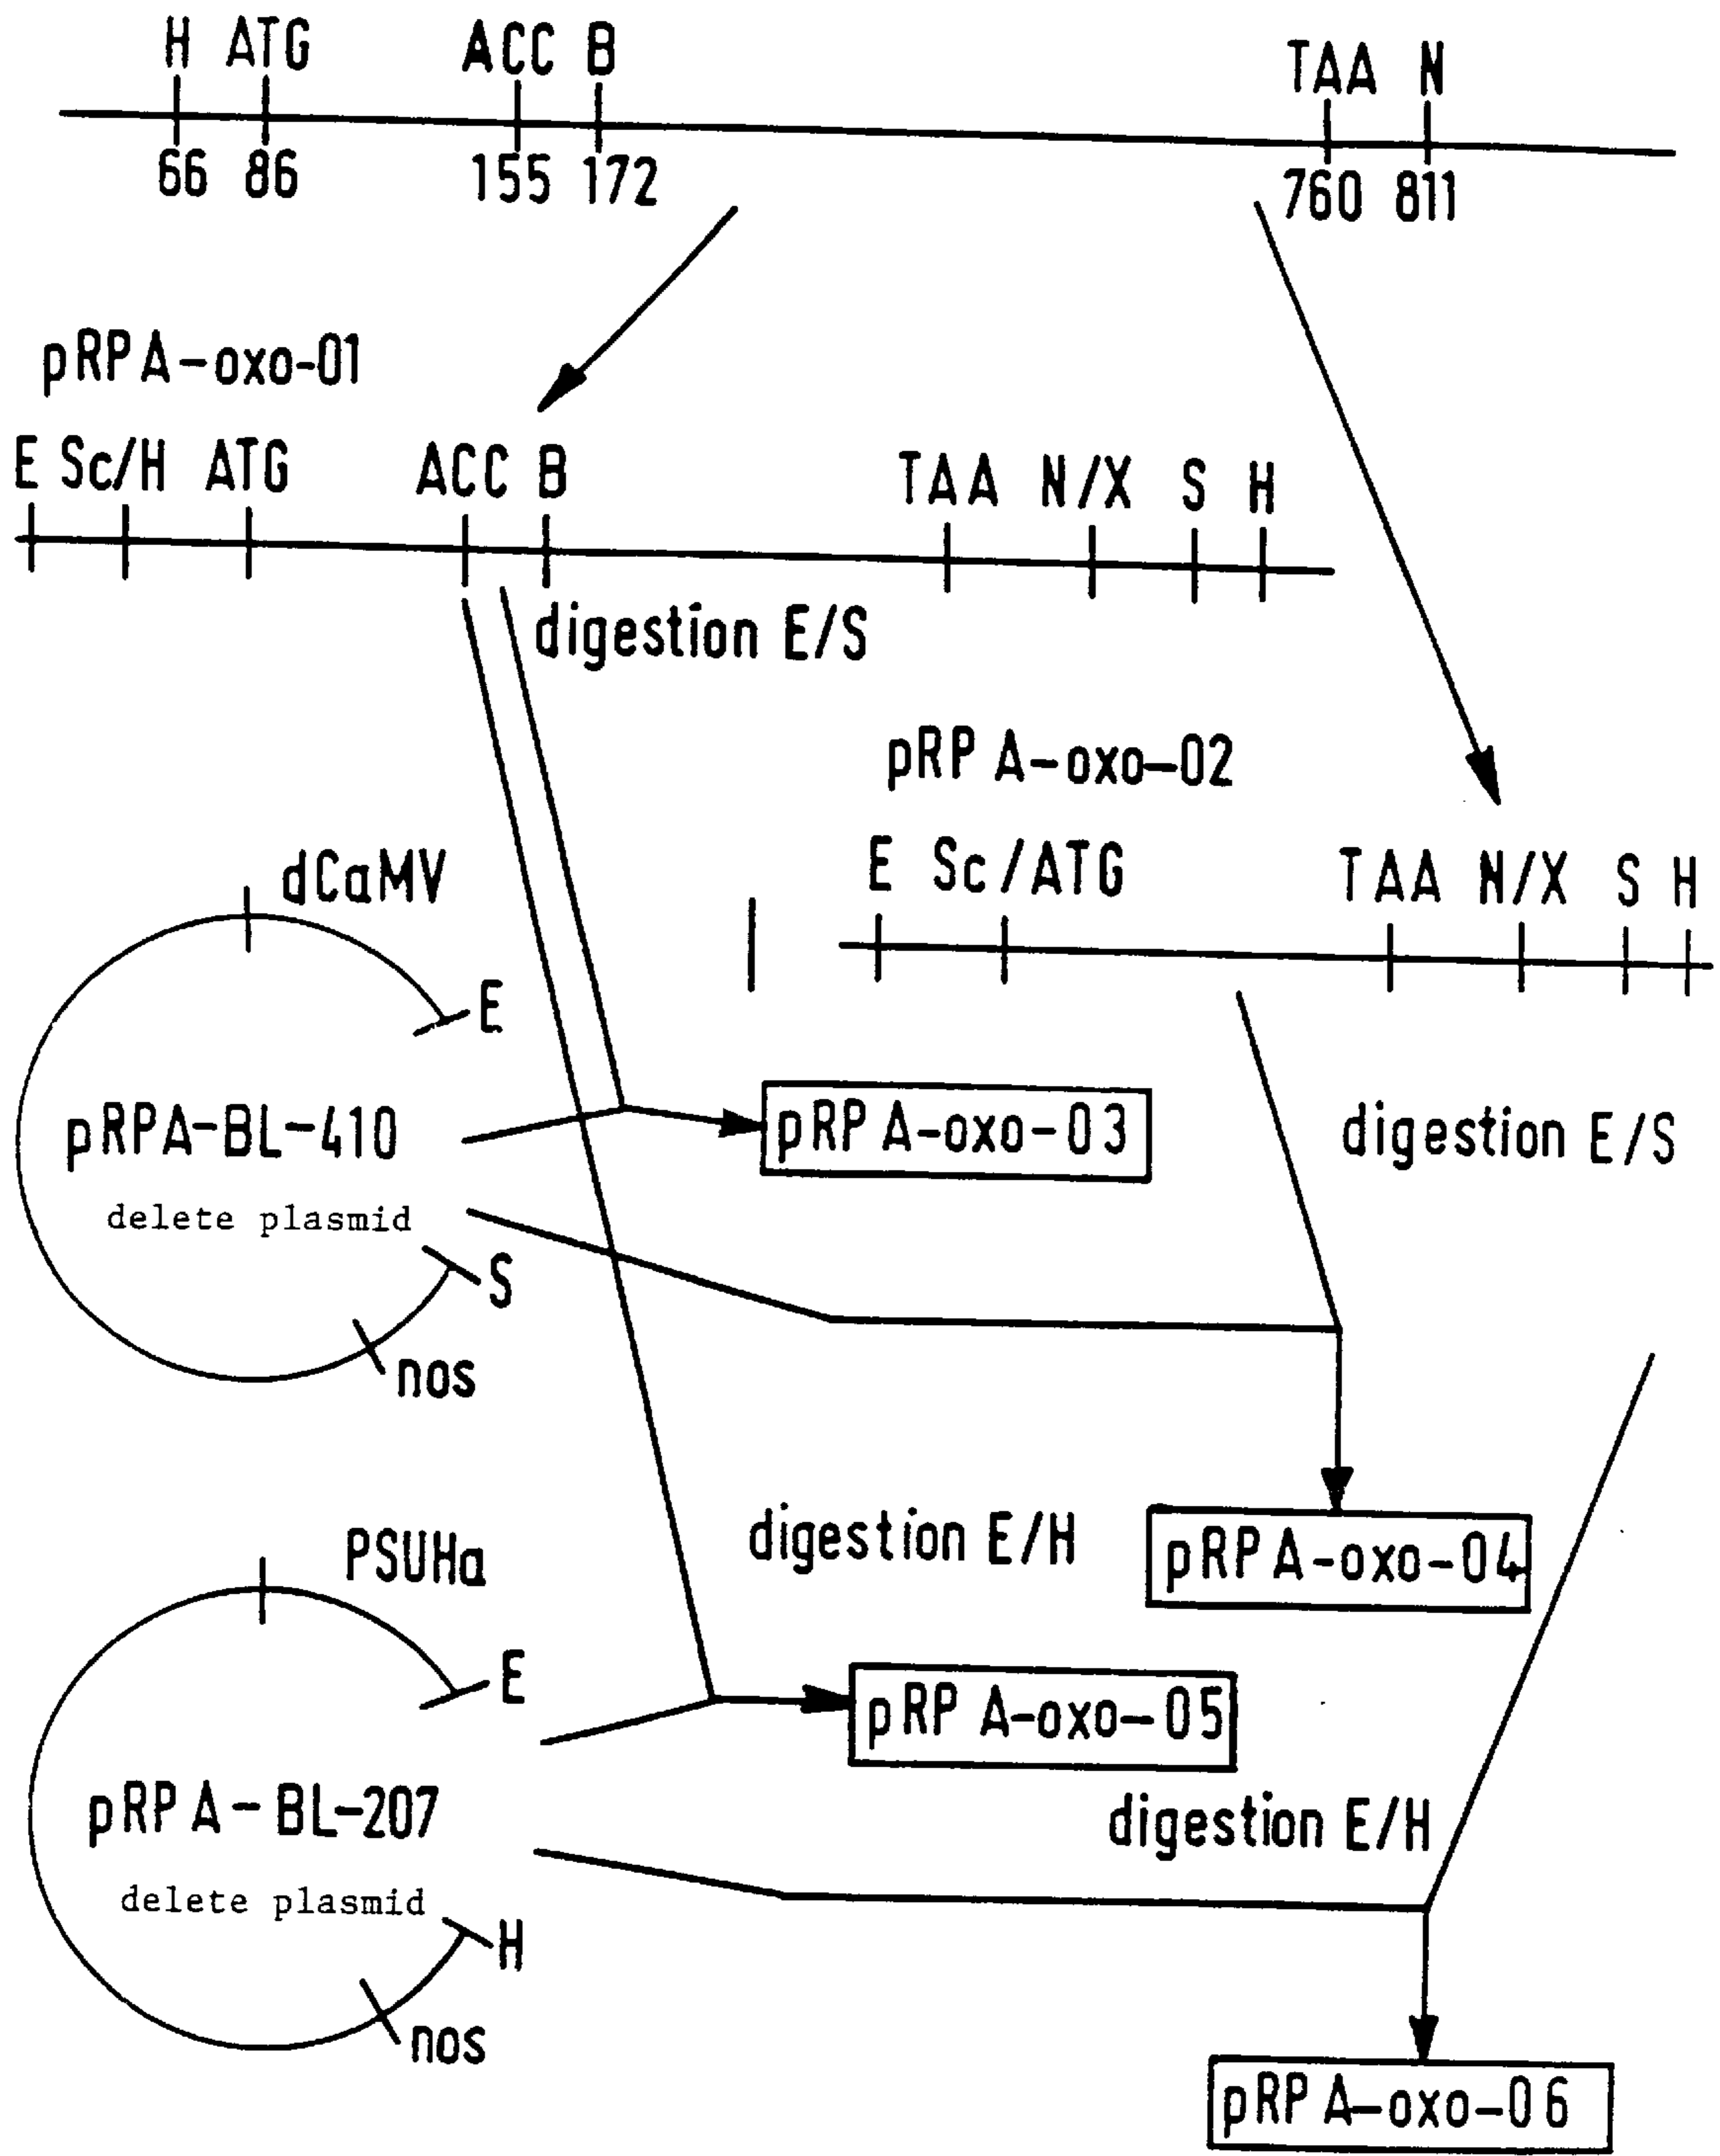 H ATG ACC B TAA N
66 86 155 172 760 811
pRPA-oxo-01
E Sc/H ATG ACC B TAA N/X S H
digestion E/S
pRPA-oxo-02
E Sc/ATG TAA N/X S H
dCaMV
E
pRPA-BL-410
delete plasmid
S
nos
pRPA-oxo-03
digestion E/S
digestion E/H
pRPA-oxo-04
PSUHa
E
pRPA-BL-207
delete plasmid
H
nos
pRPA-oxo-05
digestion E/H
pRPA-oxo-06